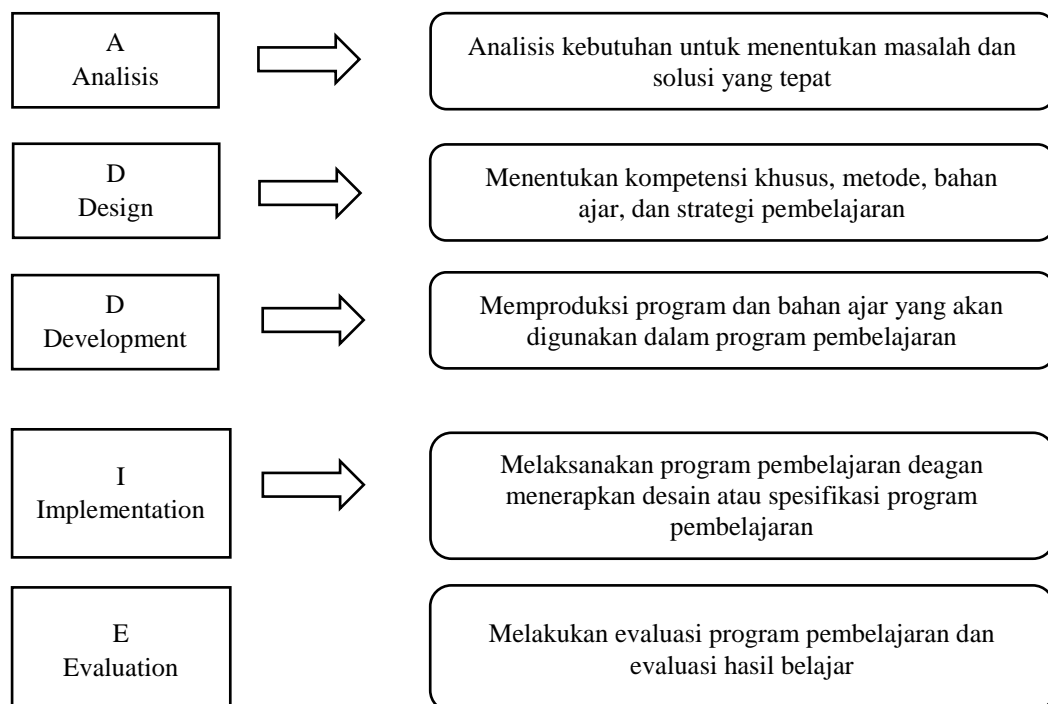 A
Analisis
Analisis kebutuhan untuk menentukan masalah dan
solusi yang tepat
D
Design
Menentukan kompetensi khusus, metode, bahan
ajar, dan strategi pembelajaran
D
Development
Memproduksi program dan bahan ajar yang akan
digunakan dalam program pembelajaran
I
Implementation
Melaksanakan program pembelajaran deagan
menerapkan desain atau spesifikasi program
pembelajaran
E
Evaluation
Melakukan evaluasi program pembelajaran dan
evaluasi hasil belajar